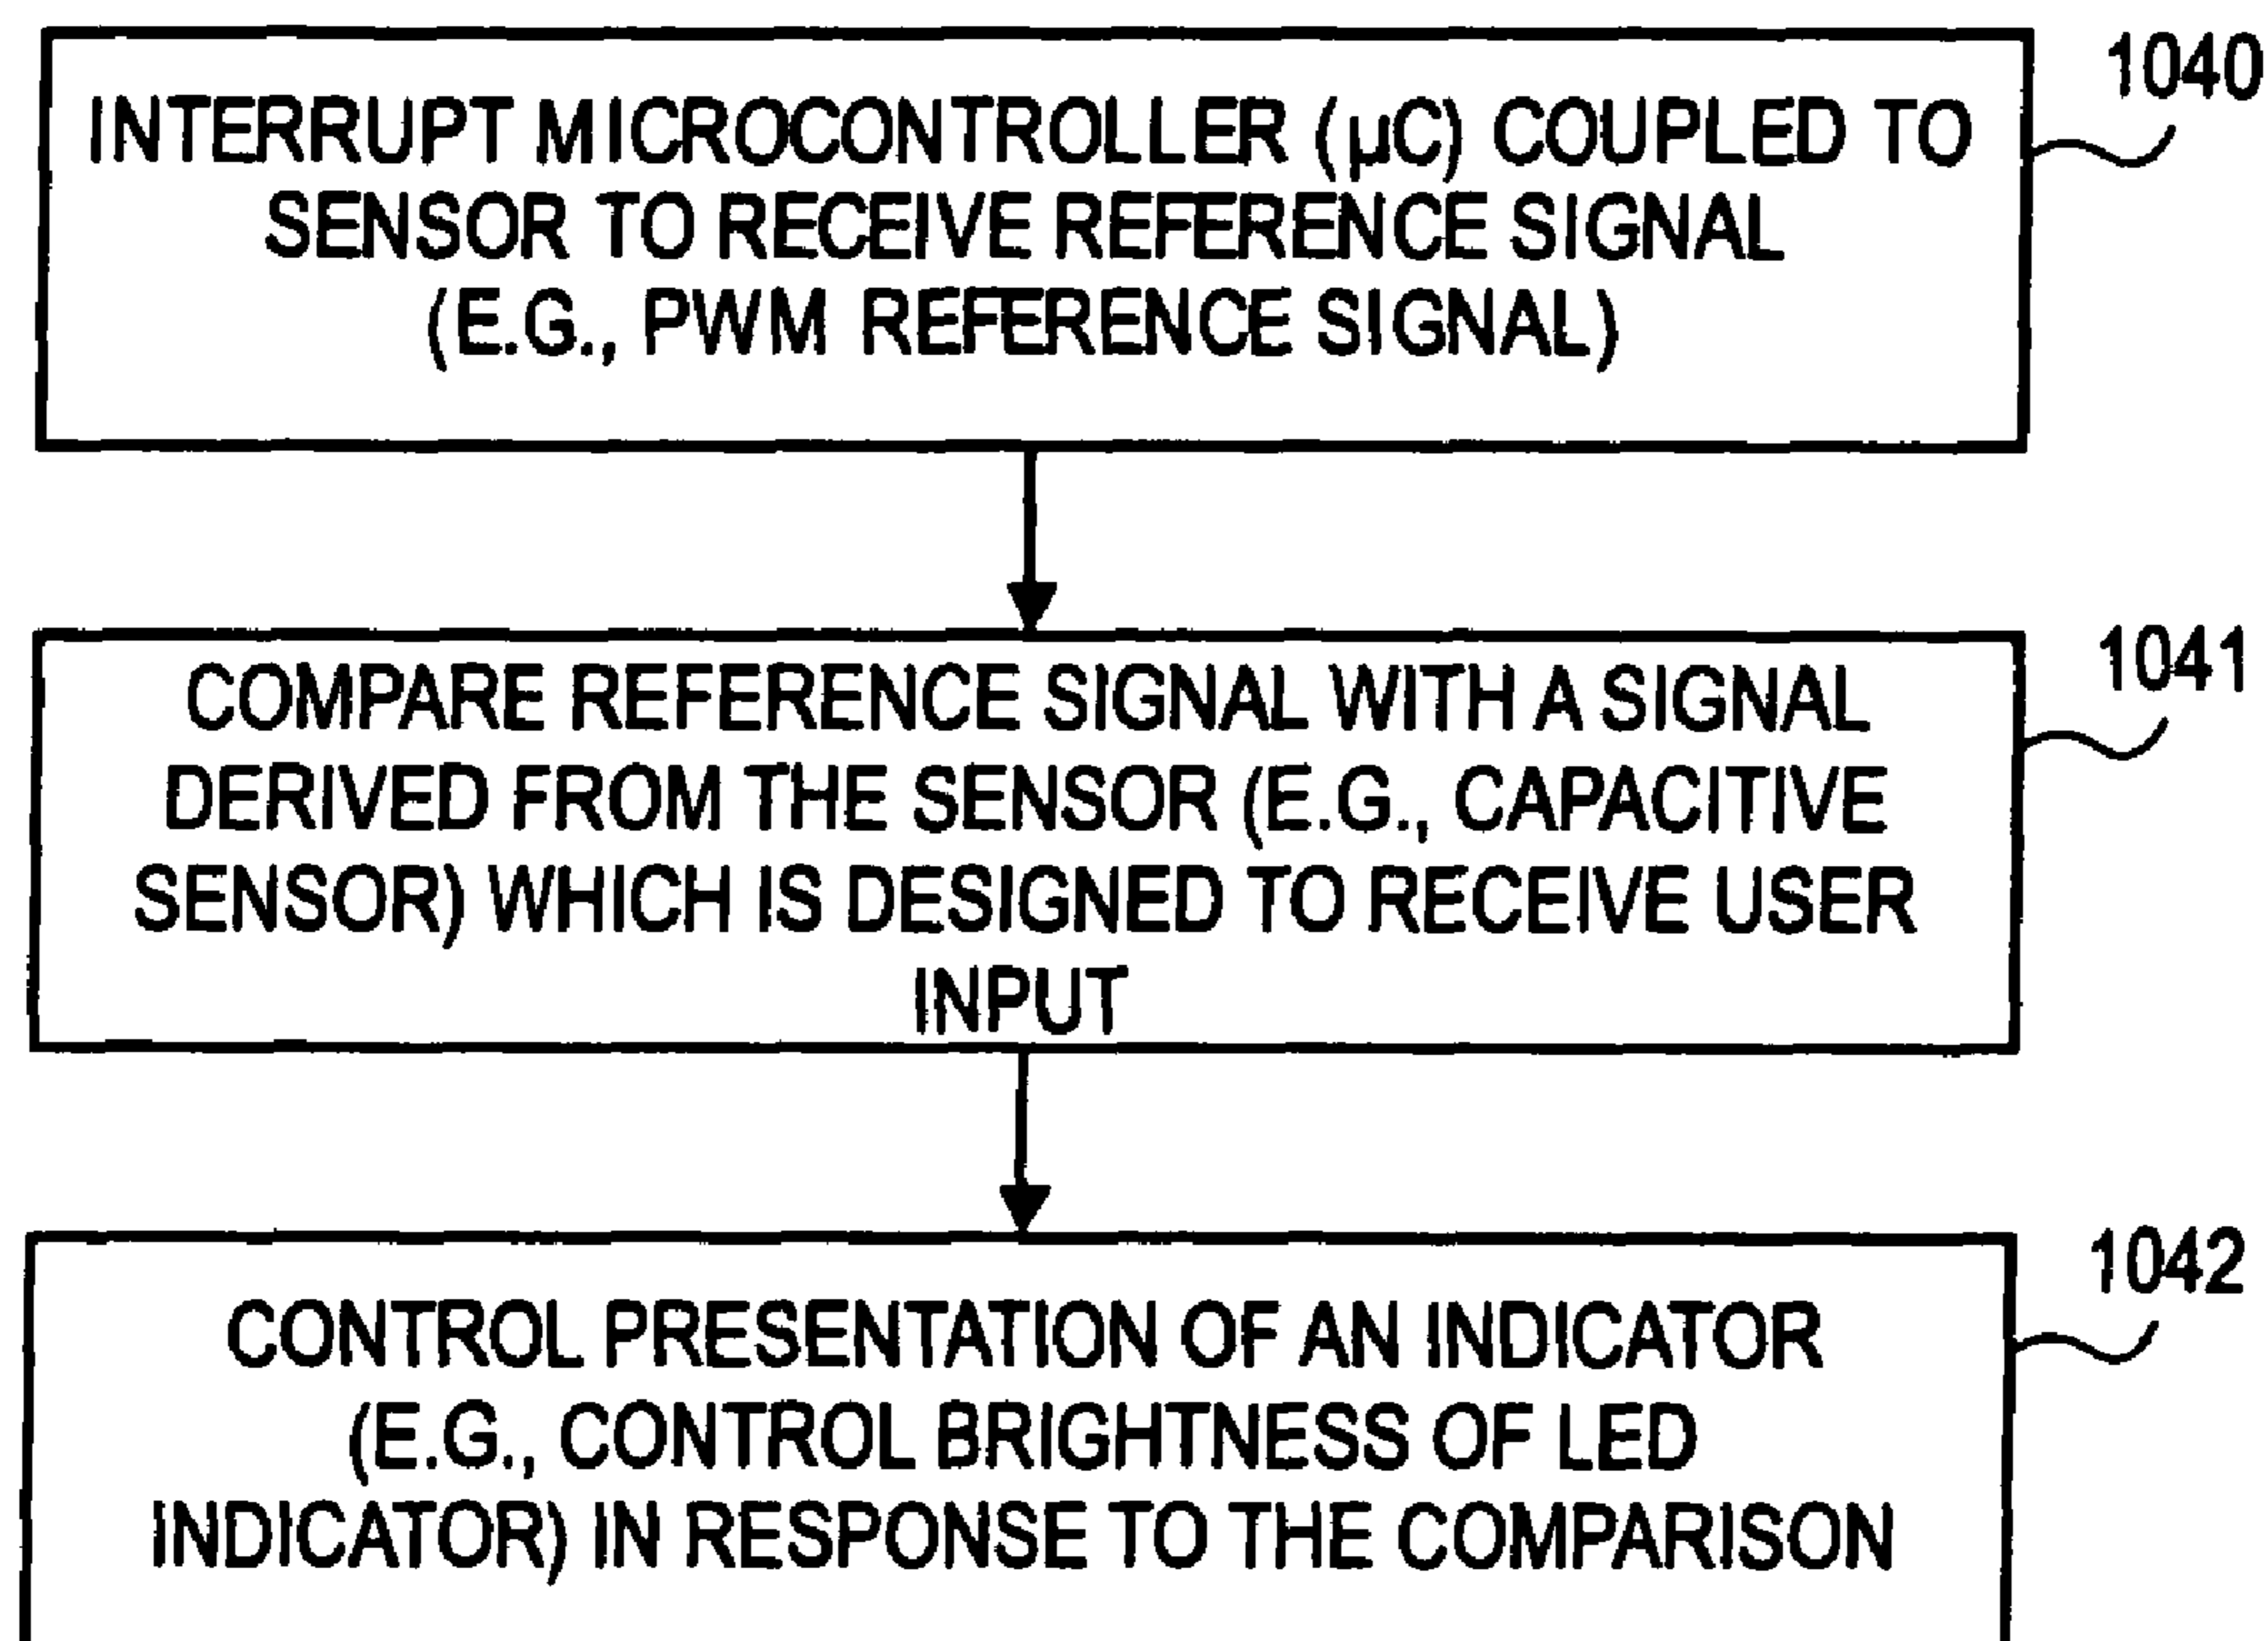 1040
INTERRUPT MICROCONTROLLER (µC) COUPLED TO
SENSOR TO RECEIVE REFERENCE SIGNAL
(E.G., PWM REFERENCE SIGNAL)
1041
COMPARE REFERENCE SIGNAL WITH A SIGNAL
DERIVED FROM THE SENSOR (E.G., CAPACITIVE
SENSOR) WHICH IS DESIGNED TO RECEIVE USER
INPUT
1042
CONTROL PRESENTATION OF AN INDICATOR
(E.G., CONTROL BRIGHTNESS OF LED
INDICATOR) IN RESPONSE TO THE COMPARISON